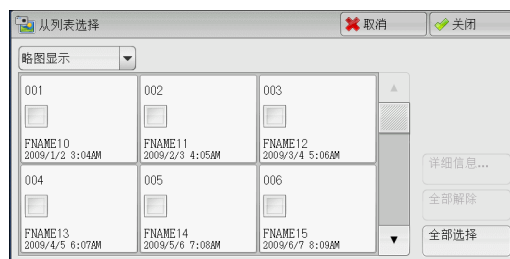 从列表选择
取消
关闭
略图显示
001
FNAME10
2009/1/2 3:04AM
002
FNAME11
2009/2/3 4:05AM
003
FNAME12
2009/3/4 5:06AM
004
FNAME13
2009/4/5 6:07AM
005
FNAME14
2009/5/6 7:08AM
006
FNAME15
2009/6/7 8:09AM
详细信息...
全部解除
全部选择